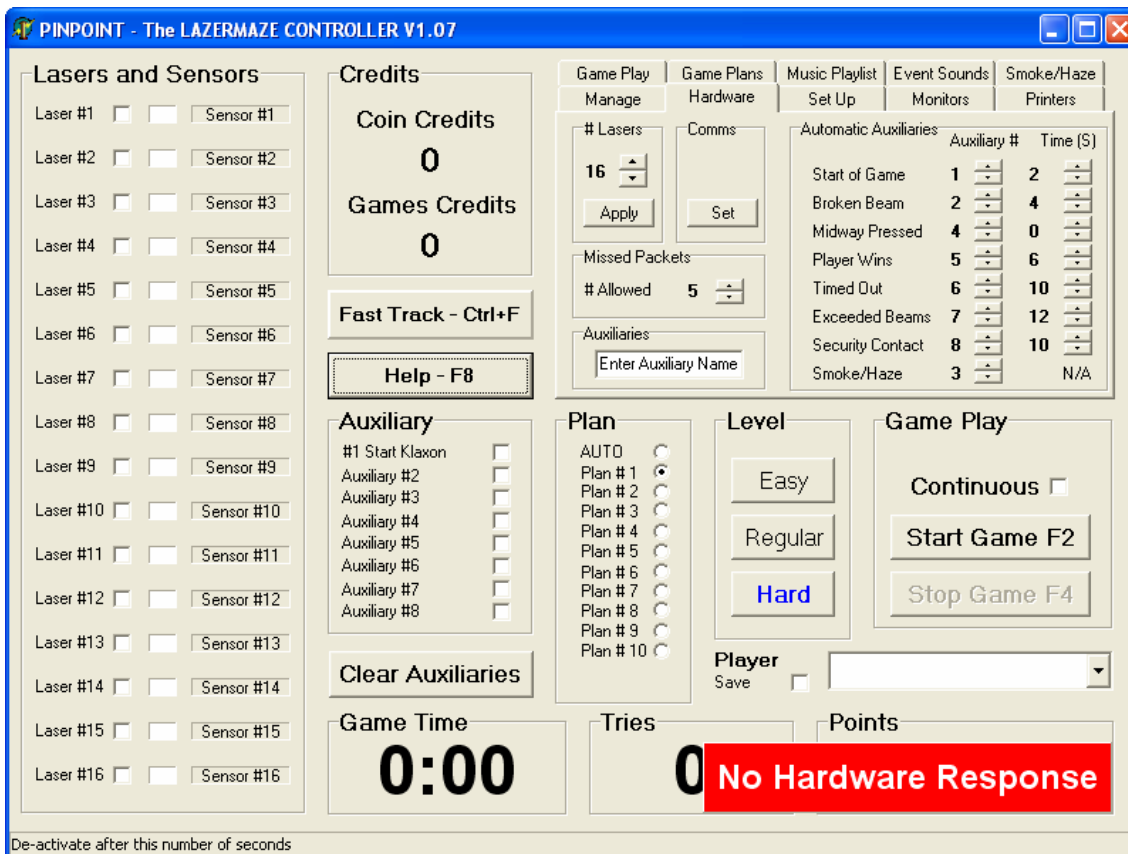 PINPOINT - The LAZERMAZE CONTROLLER V1.07
Lasers and Sensors
Laser #1 Sensor #1
Laser #2 Sensor #2
Laser #3 Sensor #3
Laser #4 Sensor #4
Laser #5 Sensor #5
Laser #6 Sensor #6
Laser #7 Sensor #7
Laser #8 Sensor #8
Laser #9 Sensor #9
Laser #10 Sensor #10
Laser #11 Sensor #11
Laser #12 Sensor #12
Laser #13 Sensor #13
Laser #14 Sensor #14
Laser #15 Sensor #15
Laser #16 Sensor #16
Credits
Coin Credits
0
Games Credits
0
Fast Track - Ctrl+F
Help - F8
Game Play Game Plans Music Playlist Event Sounds Smoke/Haze
Manage Hardware Set Up Monitors Printers
# Lasers
16
Apply
Comms
Set
Missed Packets
# Allowed 5
Auxiliaries
Enter Auxiliary Name
Automatic Auxiliaries
Auxiliary # Time (S)
Start of Game 1 2
Broken Beam 2 4
Midway Pressed 4 0
Player Wins 5 6
Timed Out 6 10
Exceeded Beams 7 12
Security Contact 8 10
Smoke/Haze 3 N/A
Auxiliary
#1 Start Klaxon
Auxiliary #2
Auxiliary #3
Auxiliary #4
Auxiliary #5
Auxiliary #6
Auxiliary #7
Auxiliary #8
Clear Auxiliaries
Plan
AUTO
Plan # 1
Plan # 2
Plan # 3
Plan # 4
Plan # 5
Plan # 6
Plan # 7
Plan # 8
Plan # 9
Plan # 10
Level
Easy
Regular
Hard
Game Play
Continuous
Start Game F2
Stop Game F4
Player
Save
Game Time
0:00
Tries
0
Points
No Hardware Response
De-activate after this number of seconds